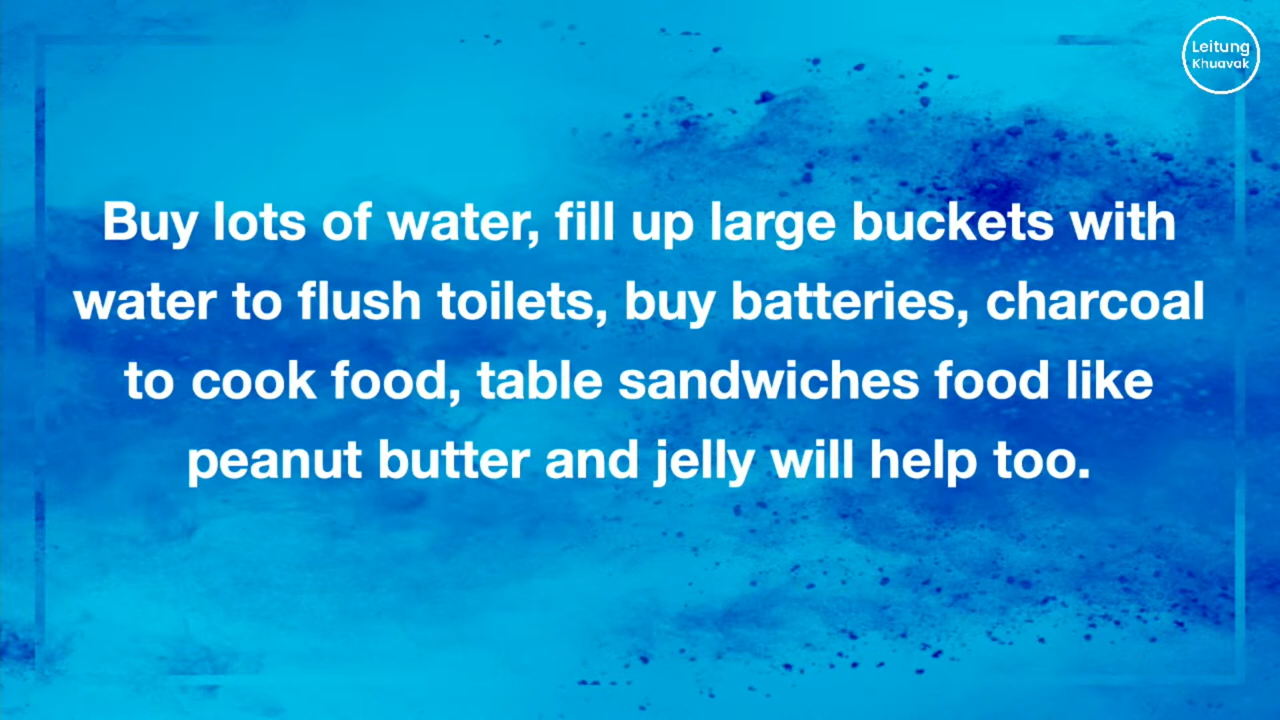 Leitung
Khuavak
Buy lots of water, fill up large buckets with
water to flush toilets, buy batteries, charcoal
to cook food, table sandwiches food like
peanut butter and jelly will help too.